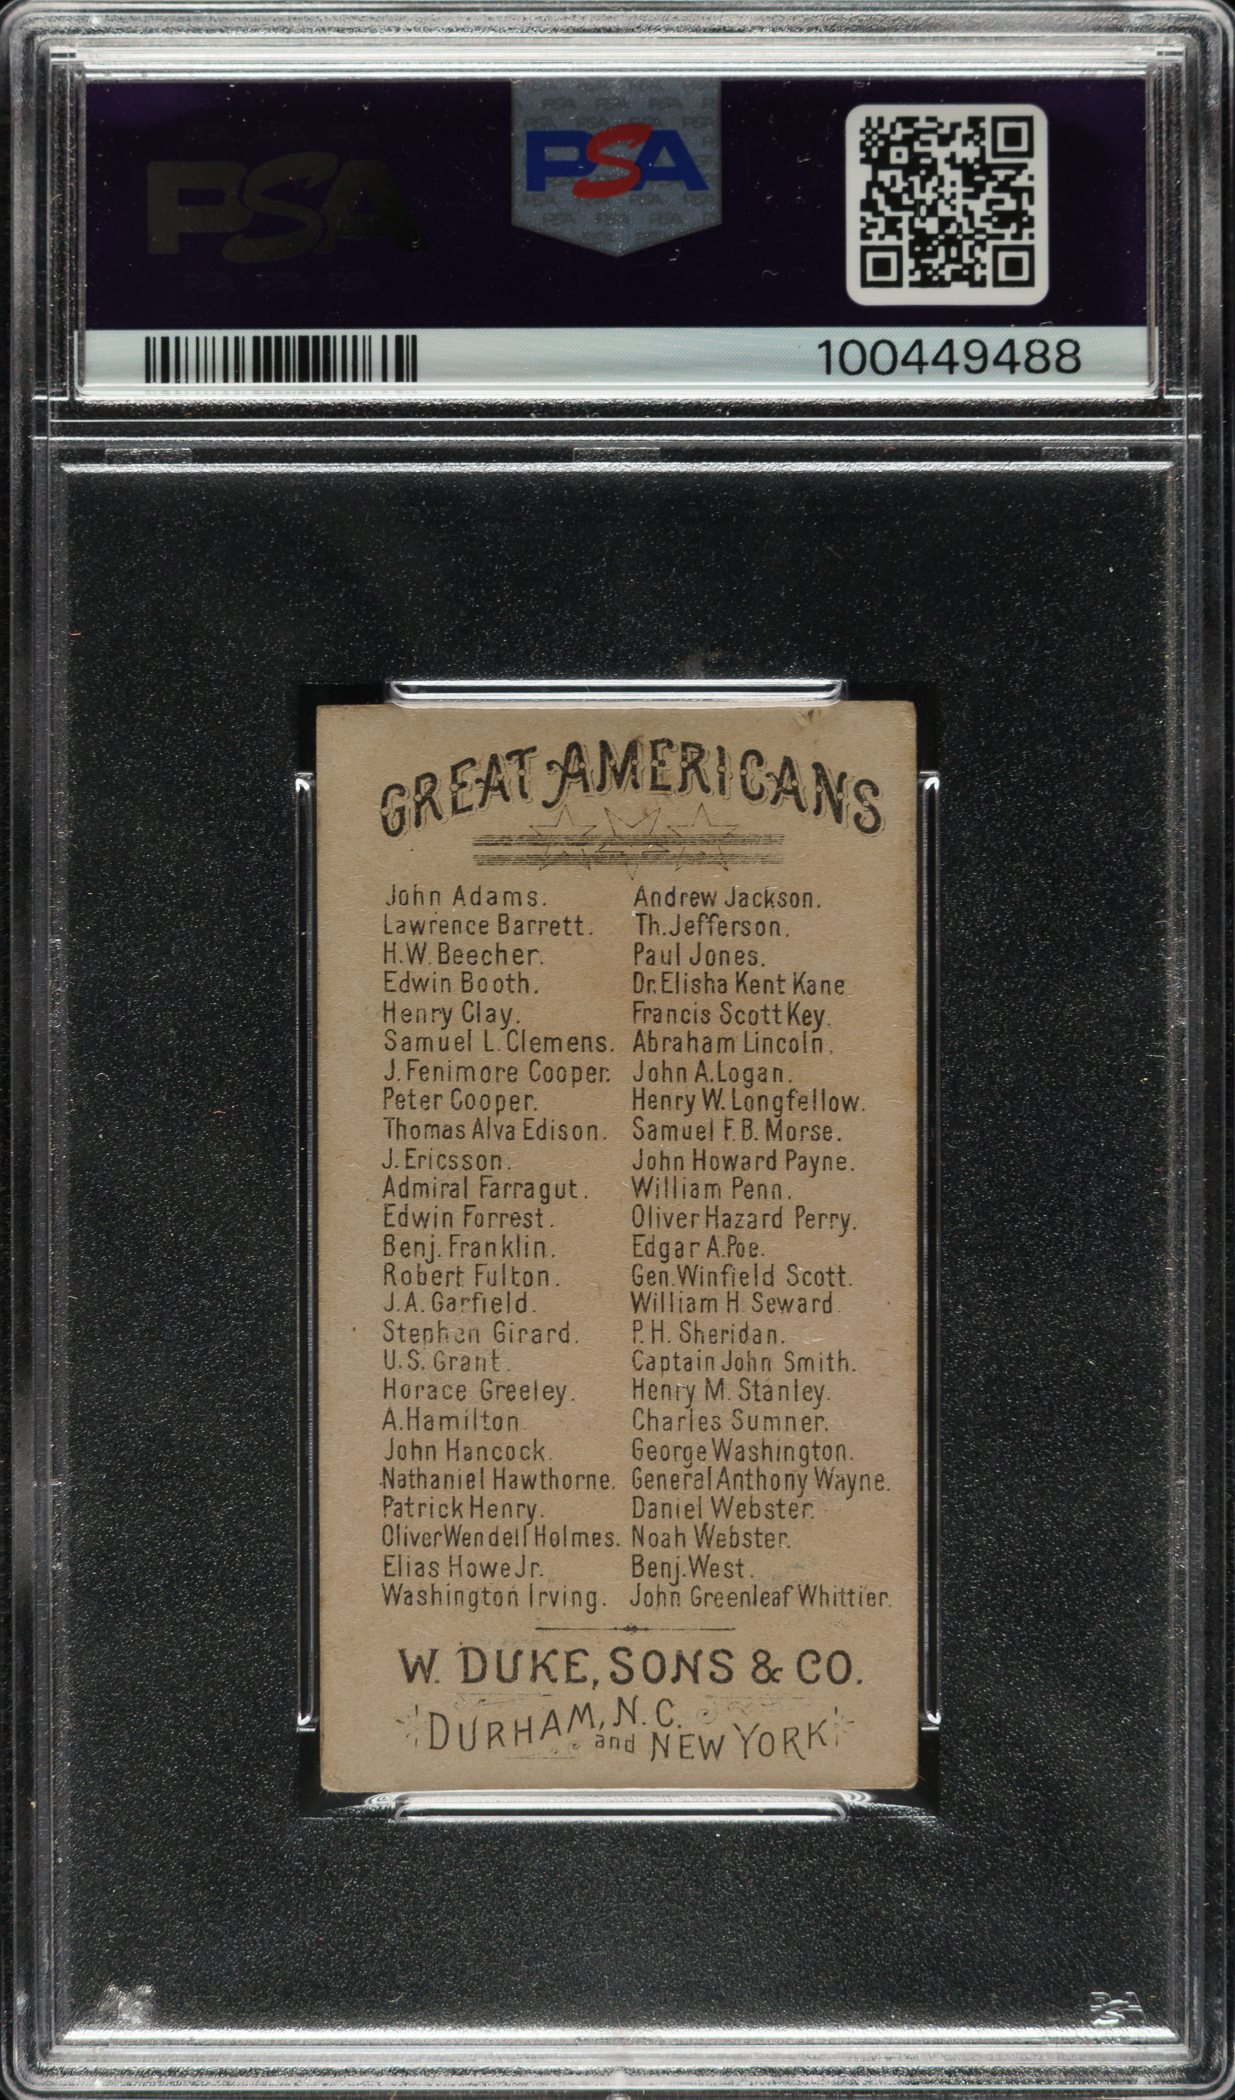 PSA
PSA
100449488
GREAT AMERICANS
John Adams.
Lawrence Barrett.
H.W. Beecher.
Edwin Booth.
Henry Clay.
Samuel L. Clemens.
J. Fenimore Cooper.
Peter Cooper.
Thomas Alva Edison.
J. Ericsson.
Admiral Farragut.
Edwin Forrest.
Benj. Franklin.
Robert Fulton.
J.A. Garfield.
Stephen Girard.
U.S. Grant.
Horace Greeley.
A. Hamilton
John Hancock.
Nathaniel Hawthorne.
Patrick Henry.
Oliver Wendell Holmes.
Elias Howe Jr.
Washington Irving.
Andrew Jackson.
Th. Jefferson.
Paul Jones.
Dr. Elisha Kent Kane
Francis Scott Key.
Abraham Lincoln.
John A. Logan.
Henry W. Longfellow.
Samuel F. B. Morse.
John Howard Payne.
William Penn.
Oliver Hazard Perry.
Edgar A. Poe.
Gen. Winfield Scott.
William H. Seward
P. H. Sheridan.
Captain John Smith.
Henry M. Stanley.
Charles Sumner.
George Washington.
General Anthony Wayne.
Daniel Webster.
Noah Webster.
Benj. West.
John Greenleaf Whittier.
W. DUKE, SONS & CO.
DURHAM, N. C.
and NEW YORK
PSA